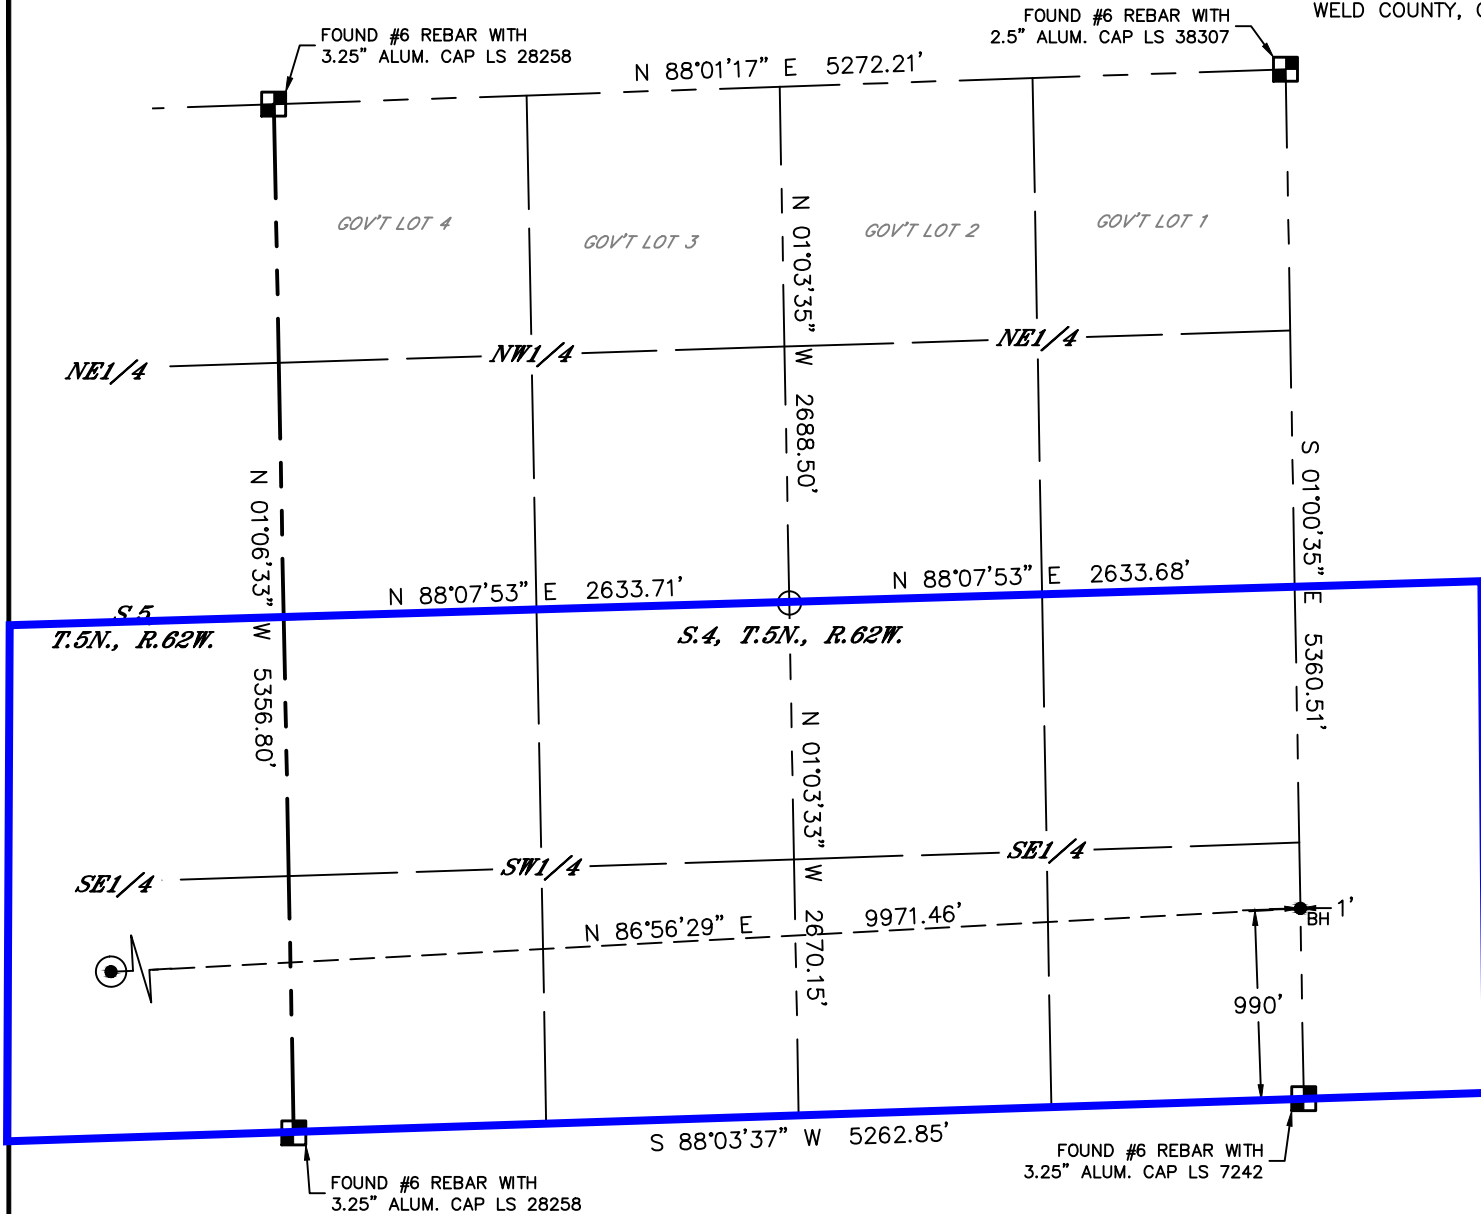 FOUND #6 REBAR WITH
3.25" ALUM. CAP LS 28258
FOUND #6 REBAR WITH
2.5" ALUM. CAP LS 38307
WELD COUNTY,
N 88°01'17" E 5272.21'
GOV'T LOT 4
GOV'T LOT 3
GOV'T LOT 2
GOV'T LOT 1
N 01°03'35" W 2688.50'
NE1/4
NW1/4
NE1/4
N 01°06'33" W 5356.80'
S 01°00'35" E 5360.51'
N 88°07'53" E 2633.71'
N 88°07'53" E 2633.68'
S.5
T.5N., R.62W.
S.4, T.5N., R.62W.
N 01°03'33" W 2670.15'
SE1/4
SW1/4
SE1/4
N 86°56'29" E 9971.46'
1'
BH
990'
S 88°03'37" W 5262.85'
FOUND #6 REBAR WITH
3.25" ALUM. CAP LS 7242
FOUND #6 REBAR WITH
3.25" ALUM. CAP LS 28258